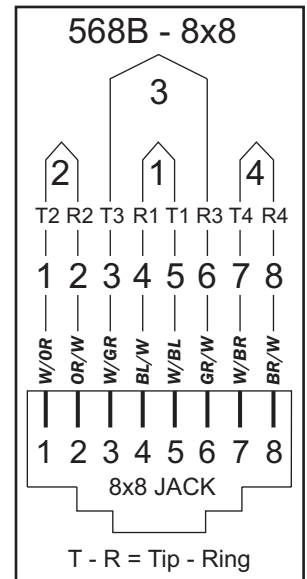 568B - 8x8
3
2 1 4
T2 R2 T3 R1 T1 R3 T4 R4
1 2 3 4 5 6 7 8
W/OR OR/W W/GR BL/W W/BL GR/W W/BR BR/W
1 2 3 4 5 6 7 8
8x8 JACK
T - R = Tip - Ring